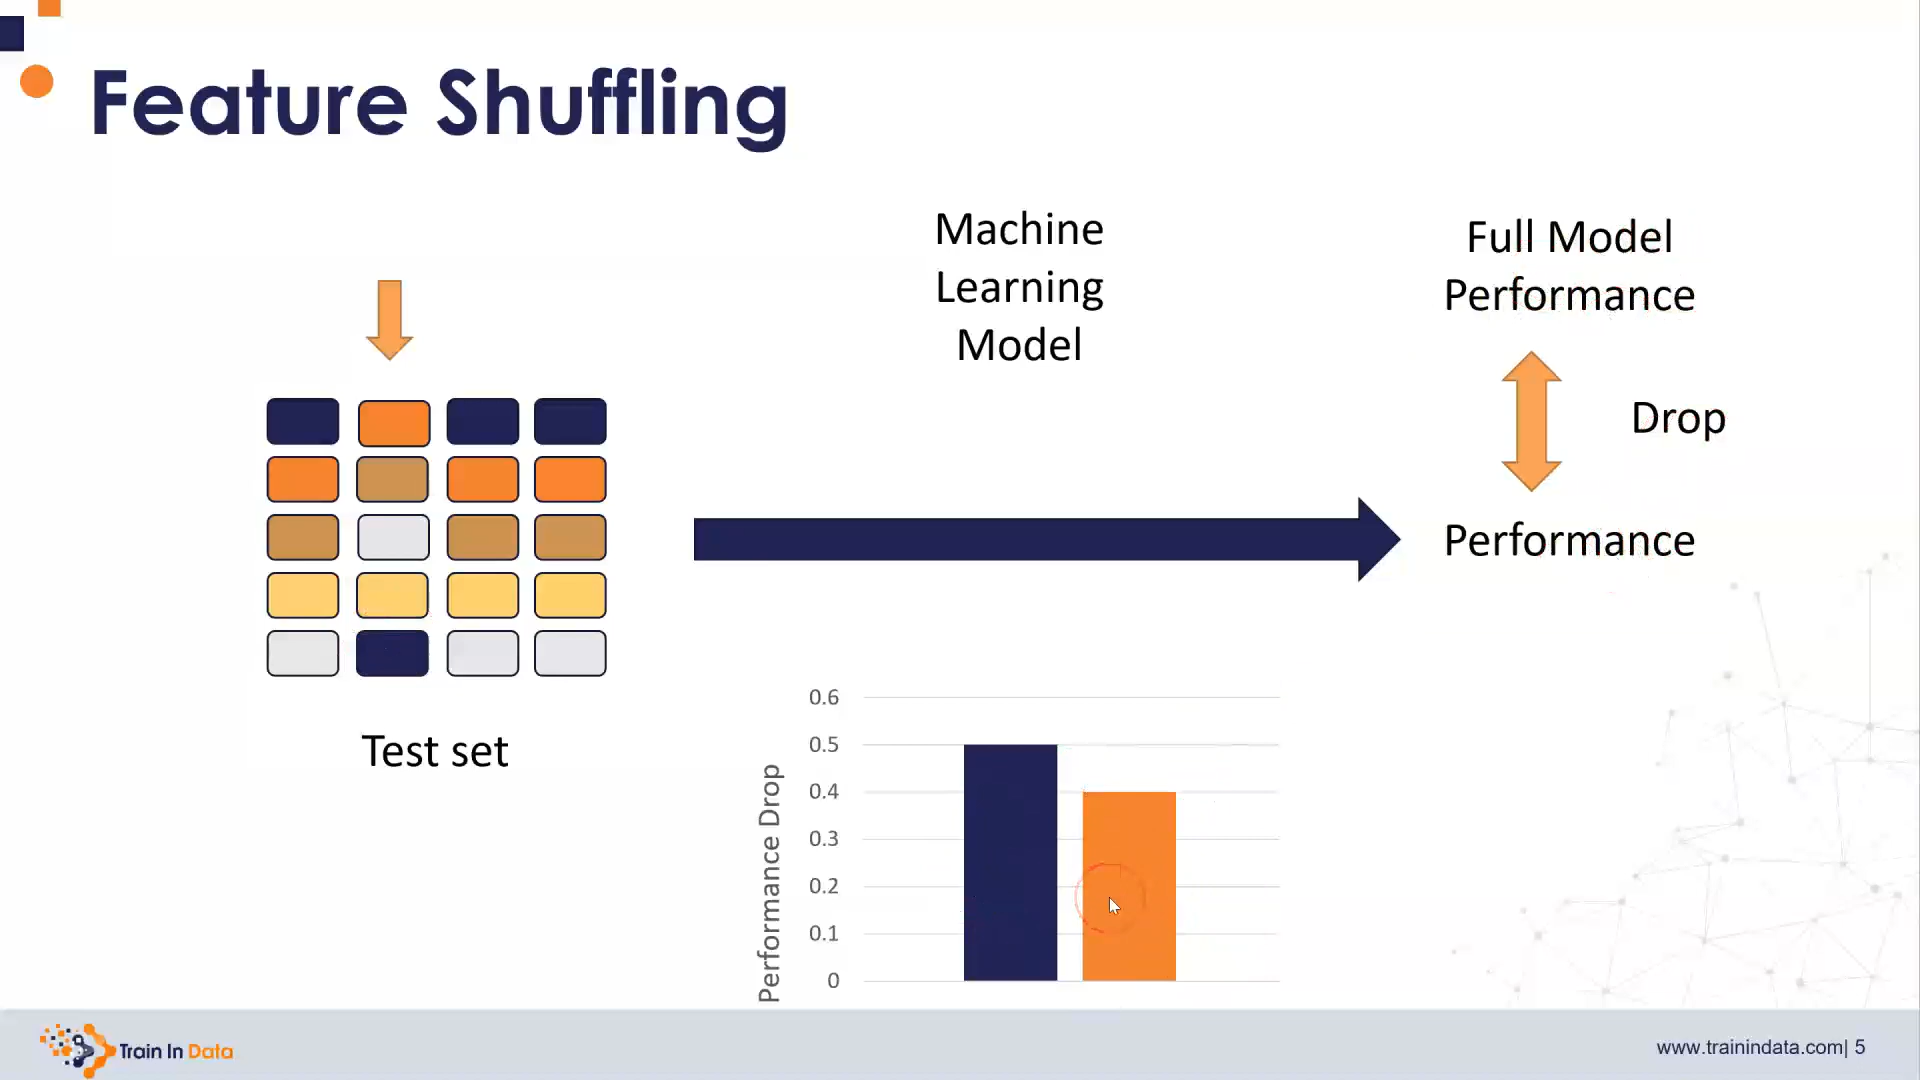 Feature Shuffling
Machine
Learning
Model
Full Model
Performance
Drop
Performance
Test set
Performance Drop
0.6
0.5
0.4
0.3
0.2
0.1
0
Train In Data
www.trainindata.com| 5